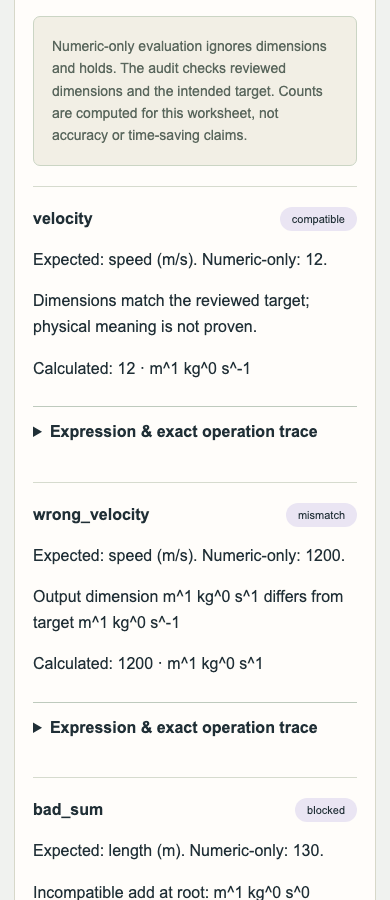 Numeric-only evaluation ignores dimensions
and holds. The audit checks reviewed
dimensions and the intended target. Counts
are computed for this worksheet, not
accuracy or time-saving claims.
velocity compatible
Expected: speed (m/s). Numeric-only: 12.
Dimensions match the reviewed target;
physical meaning is not proven.
Calculated: 12 · m^1 kg^0 s^-1
▶ Expression & exact operation trace
wrong_velocity mismatch
Expected: speed (m/s). Numeric-only: 1200.
Output dimension m^1 kg^0 s^1 differs from
target m^1 kg^0 s^-1
Calculated: 1200 · m^1 kg^0 s^1
▶ Expression & exact operation trace
bad_sum blocked
Expected: length (m). Numeric-only: 130.
Incompatible add at root: m^1 kg^0 s^0